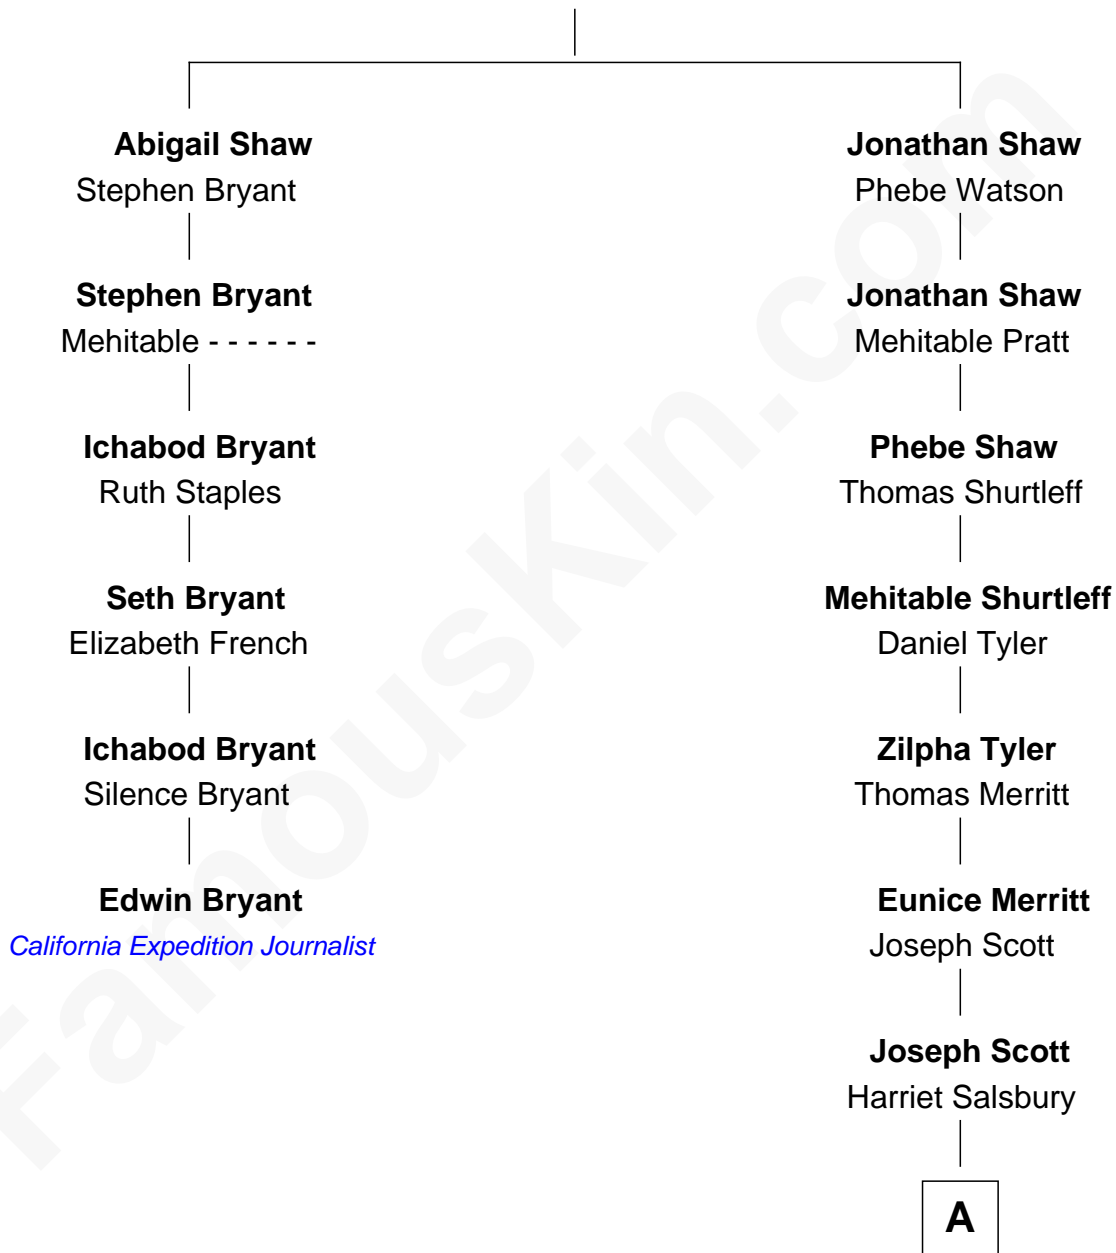 Abigail Shaw
Stephen Bryant
Stephen Bryant
Mehitable - - - - - -
Ichabod Bryant
Ruth Staples
Seth Bryant
Elizabeth French
Ichabod Bryant
Silence Bryant
Edwin Bryant
California Expedition Journalist
Jonathan Shaw
Phebe Watson
Jonathan Shaw
Mehitable Pratt
Phebe Shaw
Thomas Shurtleff
Mehitable Shurtleff
Daniel Tyler
Zilpha Tyler
Thomas Merritt
Eunice Merritt
Joseph Scott
Joseph Scott
Harriet Salsbury
A
FamousKin.com